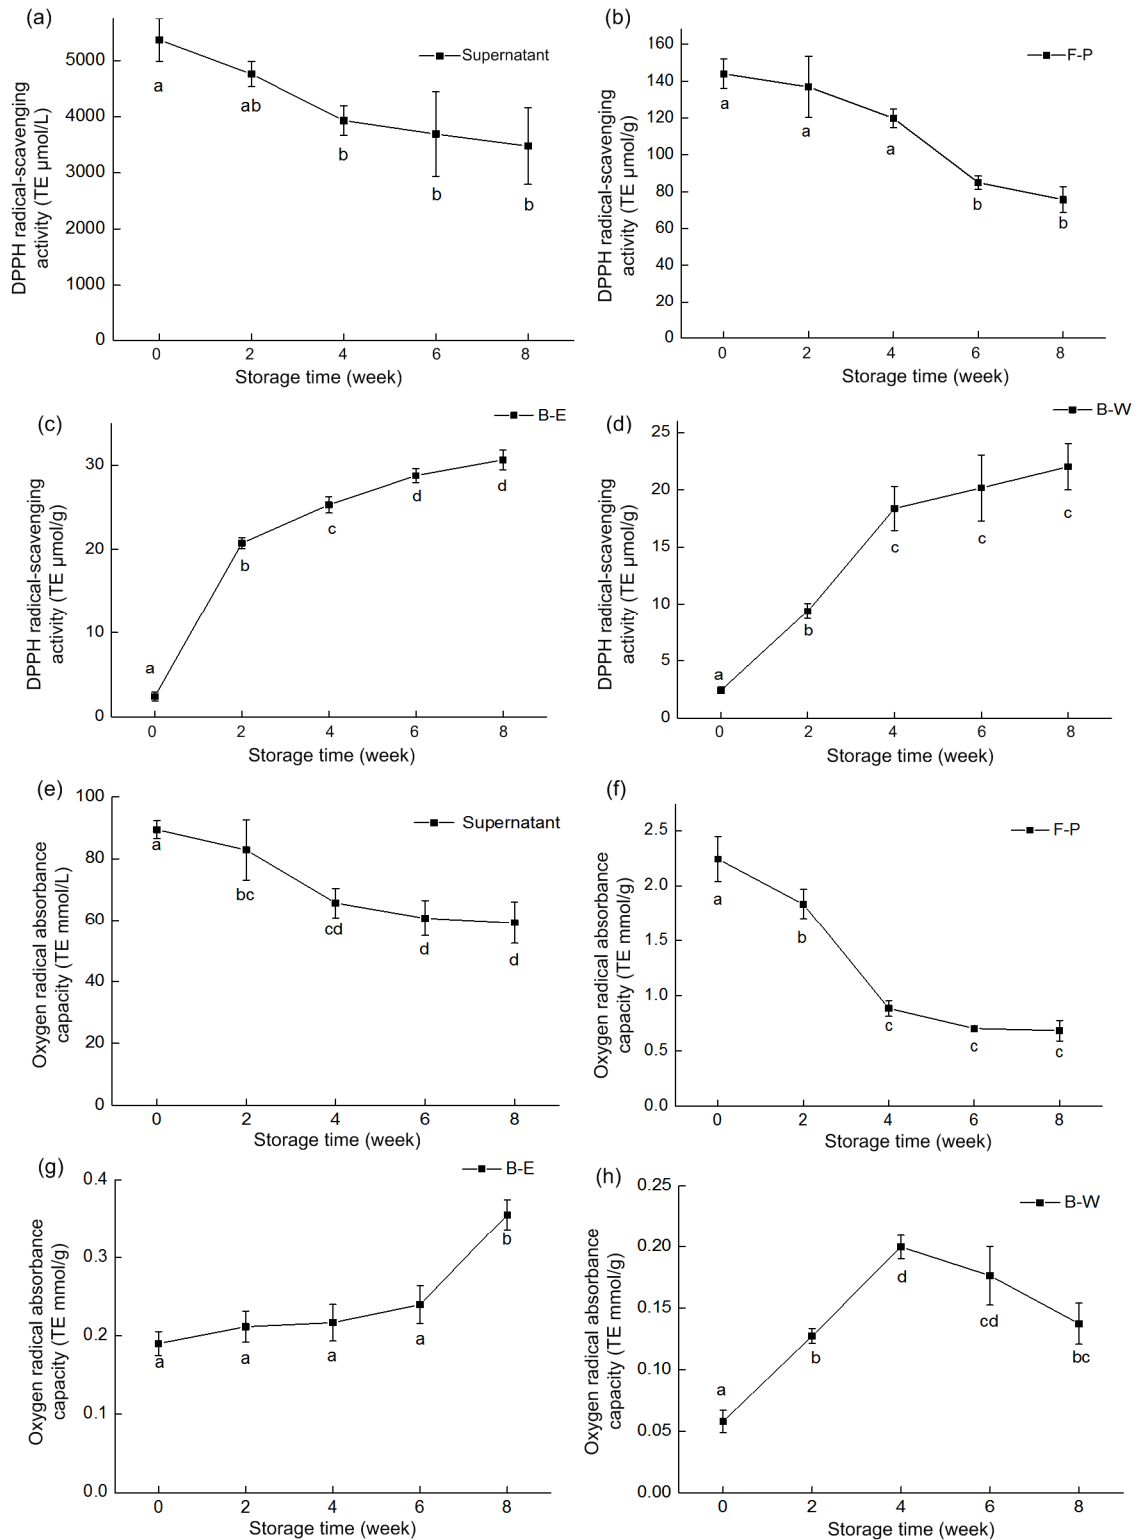 (a)
Supernatant
DPPH radical-scavenging
activity (TE μmol/L)
5000
4000
3000
2000
1000
0
a
ab
b
b
b
0 2 4 6 8
Storage time (week)
(b)
F-P
DPPH radical-scavenging
activity (TE μmol/g)
160
140
120
100
80
60
40
20
0
a
a
a
b
b
0 2 4 6 8
Storage time (week)
(c)
B-E
DPPH radical-scavenging
activity (TE μmol/g)
30
20
10
0
a
b
c
d
d
0 2 4 6 8
Storage time (week)
(d)
B-W
DPPH radical-scavenging
activity (TE μmol/g)
25
20
15
10
5
0
a
b
c
c
c
0 2 4 6 8
Storage time (week)
(e)
Supernatant
Oxygen radical absorbance
capacity (TE mmol/L)
100
80
60
40
20
0
a
bc
cd
d
d
0 2 4 6 8
Storage time (week)
(f)
F-P
Oxygen radical absorbance
capacity (TE mmol/g)
2.5
2.0
1.5
1.0
0.5
0.0
a
b
c
c
c
0 2 4 6 8
Storage time (week)
(g)
B-E
Oxygen radical absorbance
capacity (TE mmol/g)
0.4
0.3
0.2
0.1
0.0
a
a
a
a
b
0 2 4 6 8
Storage time (week)
(h)
B-W
Oxygen radical absorbance
capacity (TE mmol/g)
0.25
0.20
0.15
0.10
0.05
0.00
a
b
d
cd
bc
0 2 4 6 8
Storage time (week)